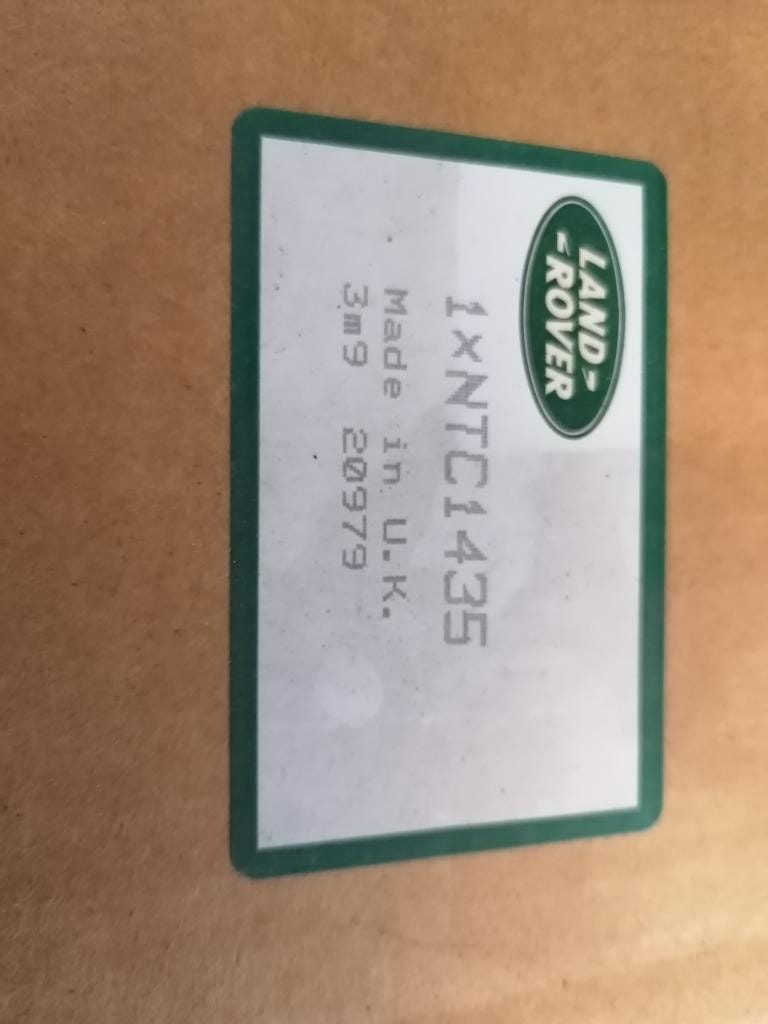 LAND-
-ROVER
1xNTC1435
Made in U.K.
3m9 20979